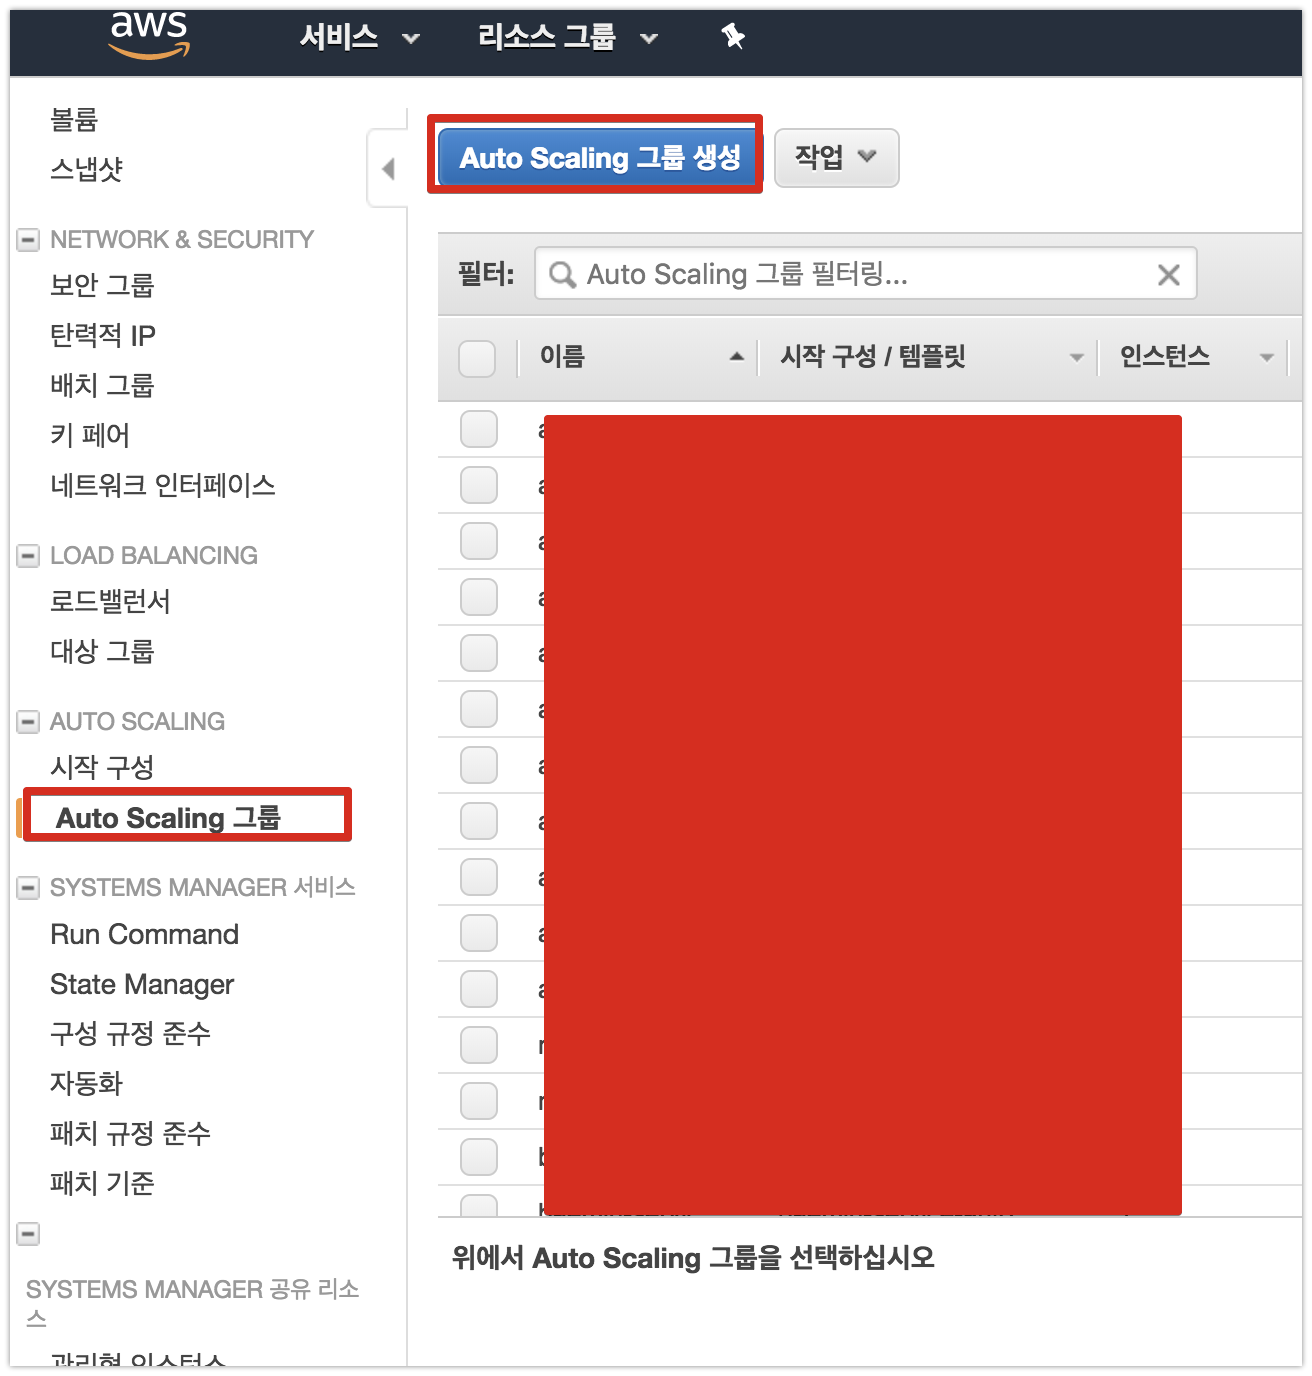 aws
서비스
리소스 그룹
볼륨
스냅샷
NETWORK & SECURITY
보안 그룹
탄력적 IP
배치 그룹
키 페어
네트워크 인터페이스
LOAD BALANCING
로드밸런서
대상 그룹
AUTO SCALING
시작 구성
Auto Scaling 그룹
SYSTEMS MANAGER 서비스
Run Command
State Manager
구성 규정 준수
자동화
패치 규정 준수
패치 기준
SYSTEMS MANAGER 공유 리소
스
관리형 인스턴스
Auto Scaling 그룹 생성
작업
필터:
Auto Scaling 그룹 필터링...
이름
시작 구성 / 템플릿
인스턴스
위에서 Auto Scaling 그룹을 선택하십시오